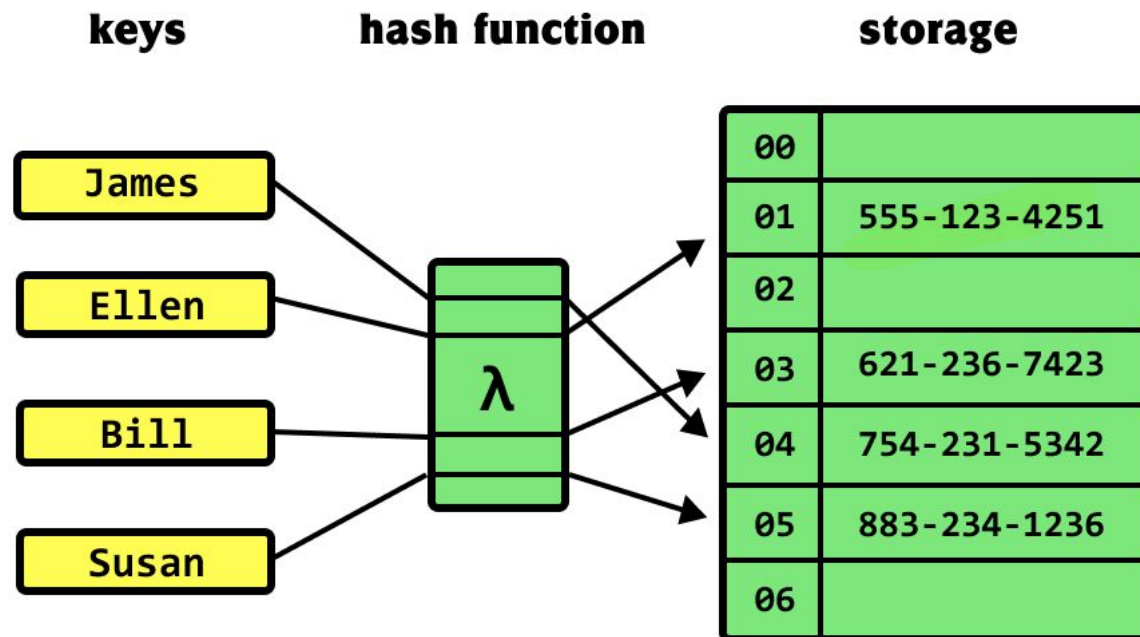 keys hash function storage
James
Ellen
Bill
Susan
λ
00
01 555-123-4251
02
03 621-236-7423
04 754-231-5342
05 883-234-1236
06